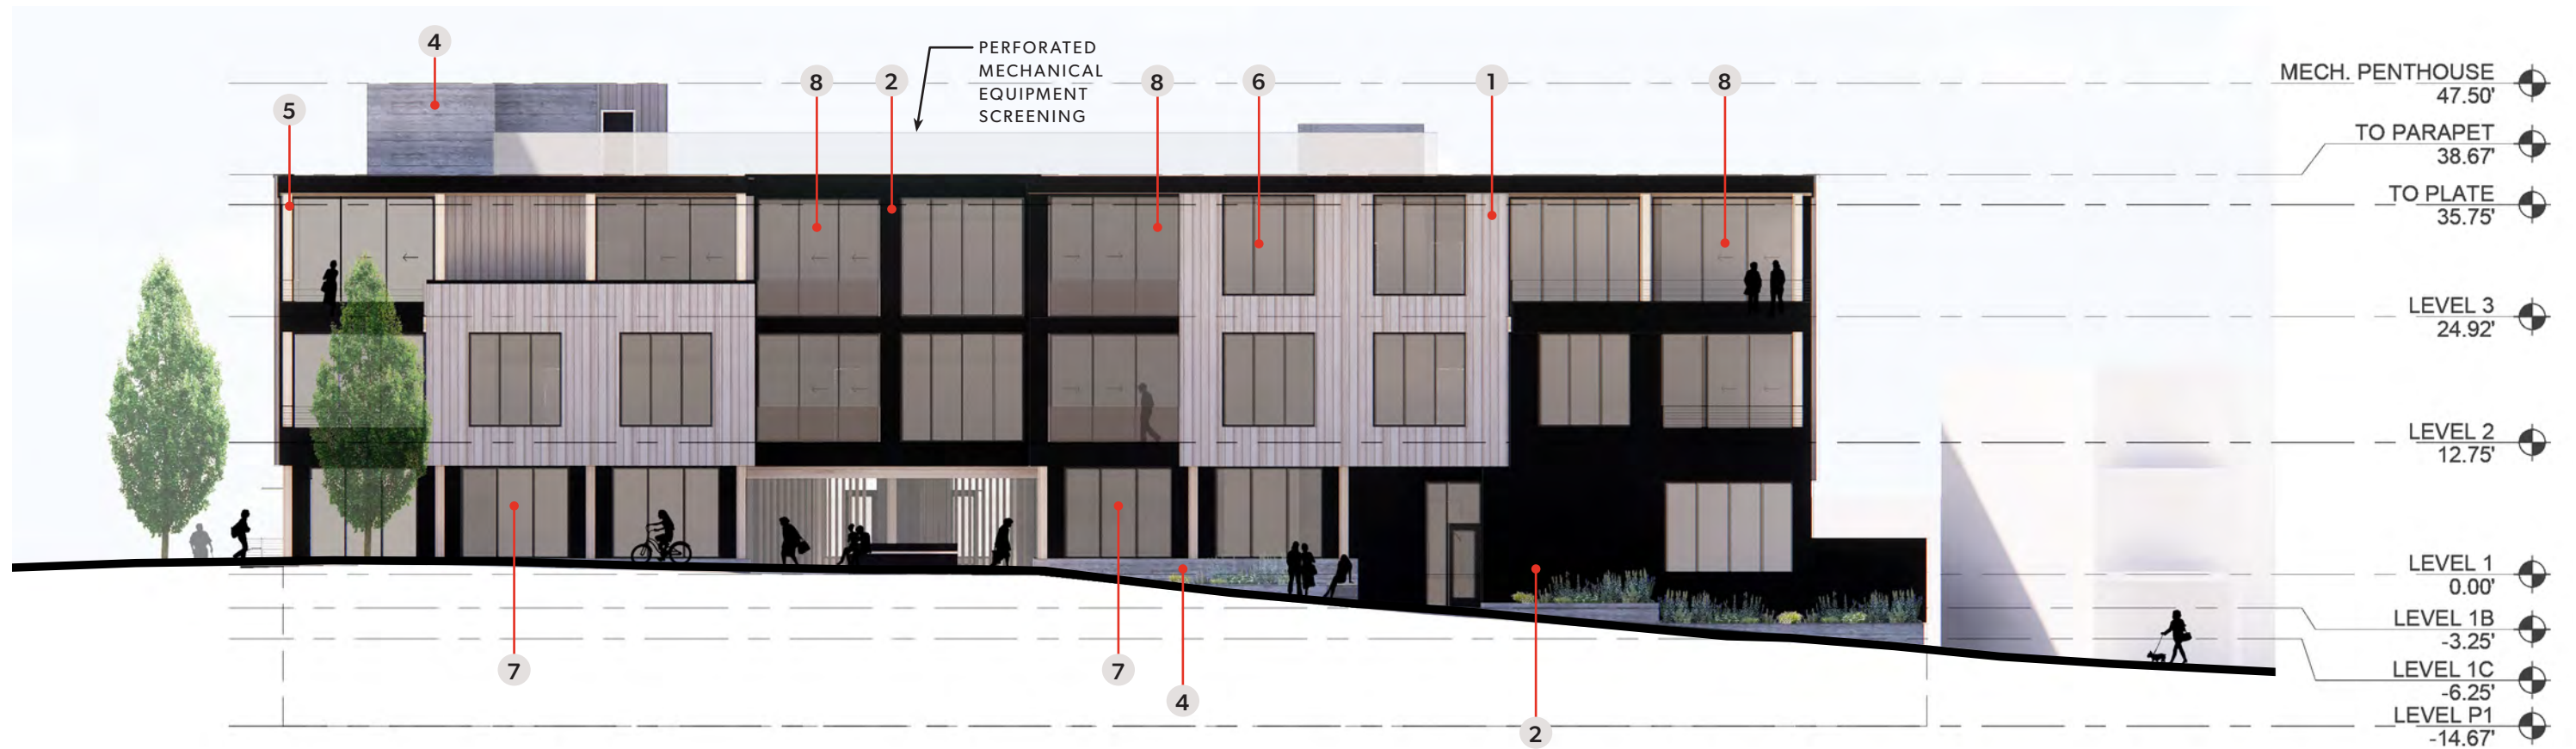 4
PERFORATED
MECHANICAL
EQUIPMENT
SCREENING
5
8
2
8
6
1
8
MECH. PENTHOUSE
47.50'
TO PARAPET
38.67'
TO PLATE
35.75'
LEVEL 3
24.92'
LEVEL 2
12.75'
LEVEL 1
0.00'
LEVEL 1B
-3.25'
LEVEL 1C
-6.25'
LEVEL P1
-14.67'
7
7
4
2